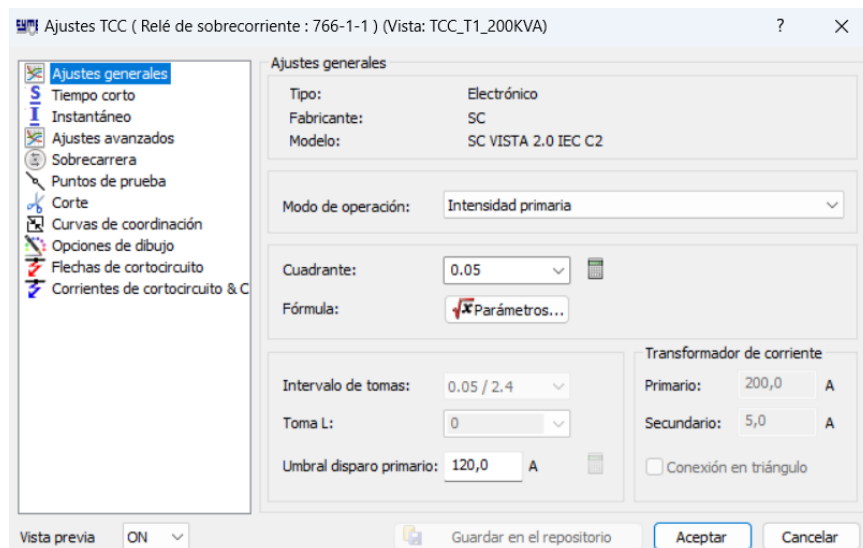 Ajustes TCC ( Relé de sobrecorriente : 766-1-1 ) (Vista: TCC_T1_200KVA) ? ×
Ajustes generales
Tiempo corto
Instantáneo
Ajustes avanzados
Sobrecarrera
Puntos de prueba
Corte
Curvas de coordinación
Opciones de dibujo
Flechas de cortocircuito
Corrientes de cortocircuito & C
Ajustes generales
Tipo: Electrónico
Fabricante: SC
Modelo: SC VISTA 2.0 IEC C2
Modo de operación: Intensidad primaria
Cuadrante: 0.05
Fórmula: √x Parámetros...
Intervalo de tomas: 0.05 / 2.4
Toma L: 0
Umbral disparo primario: 120,0 A
Transformador de corriente
Primario: 200,0 A
Secundario: 5,0 A
Conexión en triángulo
Vista previa ON Guardar en el repositorio Aceptar Cancelar